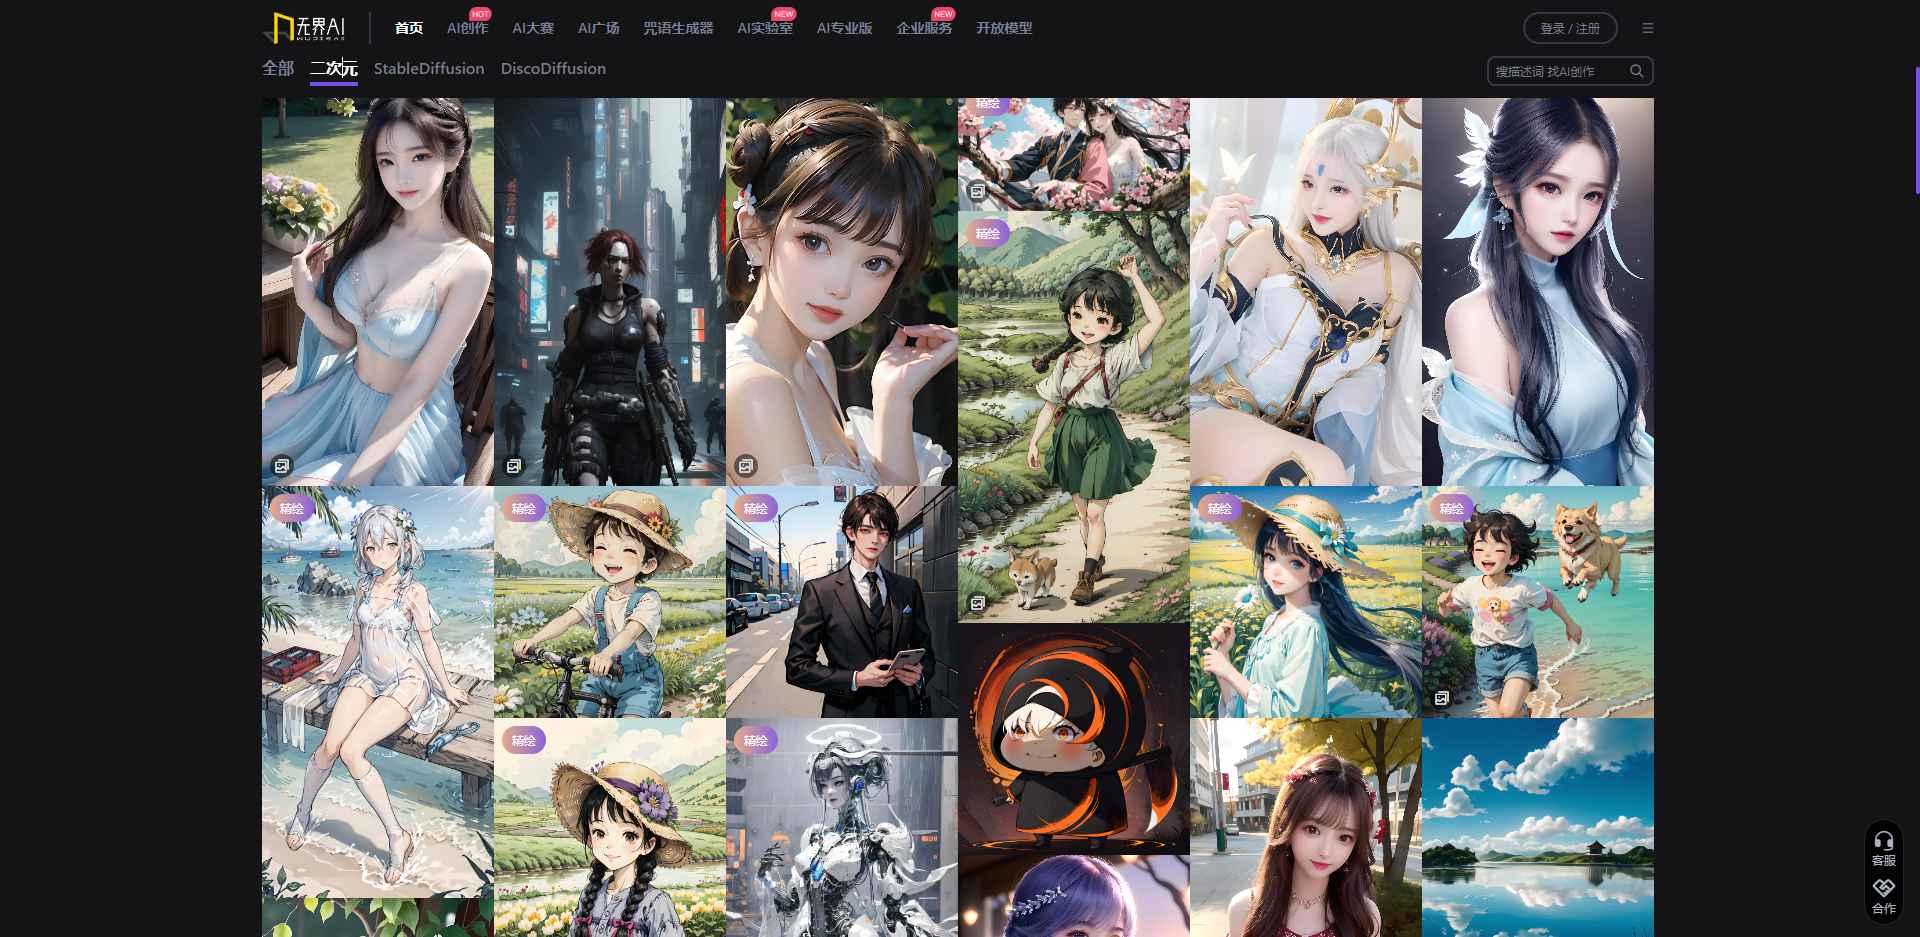 无界AI
WUJIEAI
首页
AI创作
HOT
AI大赛
AI广场
咒语生成器
AI实验室
NEW
AI专业版
企业服务
NEW
开放模型
登录 / 注册
全部
二次元
StableDiffusion
DiscoDiffusion
搜描述词 找AI创作
精绘
精绘
精绘
精绘
精绘
精绘
精绘
精绘
精绘
客服
合作